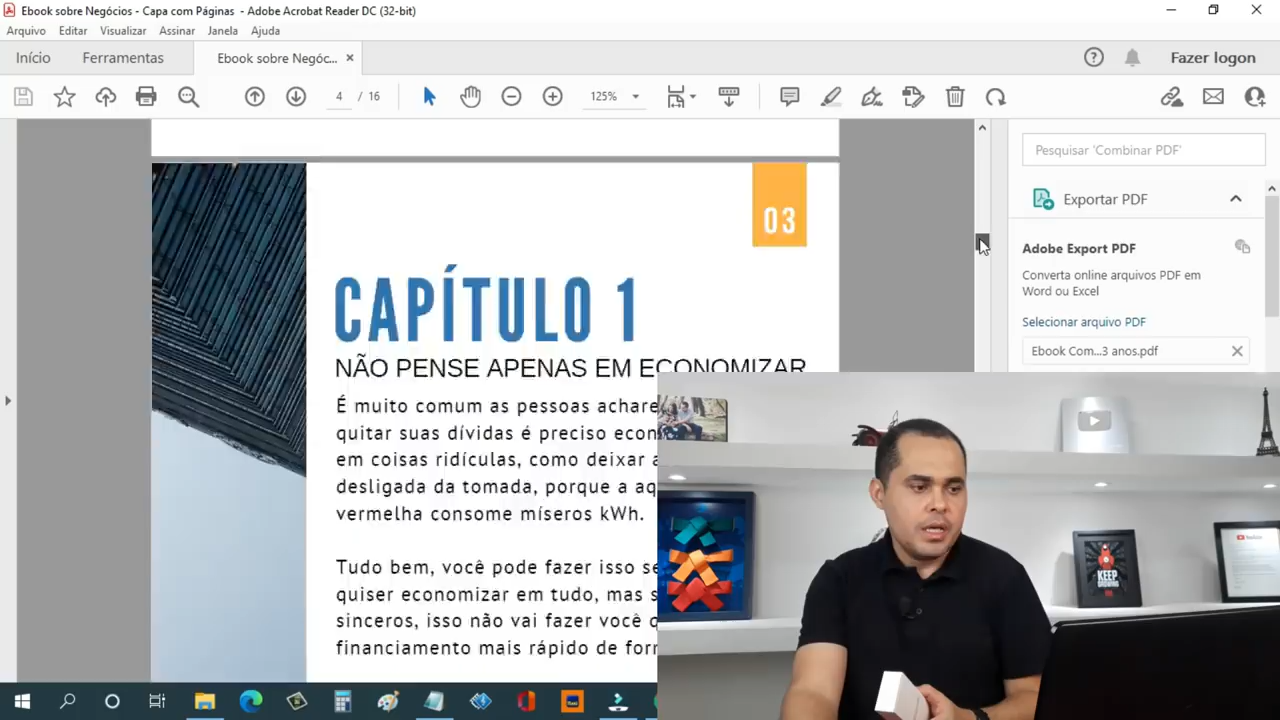 Ebook sobre Negócios - Capa com Páginas - Adobe Acrobat Reader DC (32-bit)
Arquivo Editar Visualizar Assinar Janela Ajuda
Início Ferramentas Ebook sobre Negóc... Fazer logon
4 / 16 125%
Pesquisar 'Combinar PDF'
Exportar PDF
03
Adobe Export PDF
Converta online arquivos PDF em
Word ou Excel
Selecionar arquivo PDF
Ebook Com...3 anos.pdf
CAPÍTULO 1
NÃO PENSE APENAS EM ECONOMIZAR
É muito comum as pessoas achare
quitar suas dívidas é preciso econ
em coisas ridículas, como deixar a
desligada da tomada, porque a
vermelha consome míseros kWh.
Tudo bem, você pode fazer isso se
quiser economizar em tudo, mas s
sinceros, isso não vai fazer você
financiamento mais rápido de for
KEEP